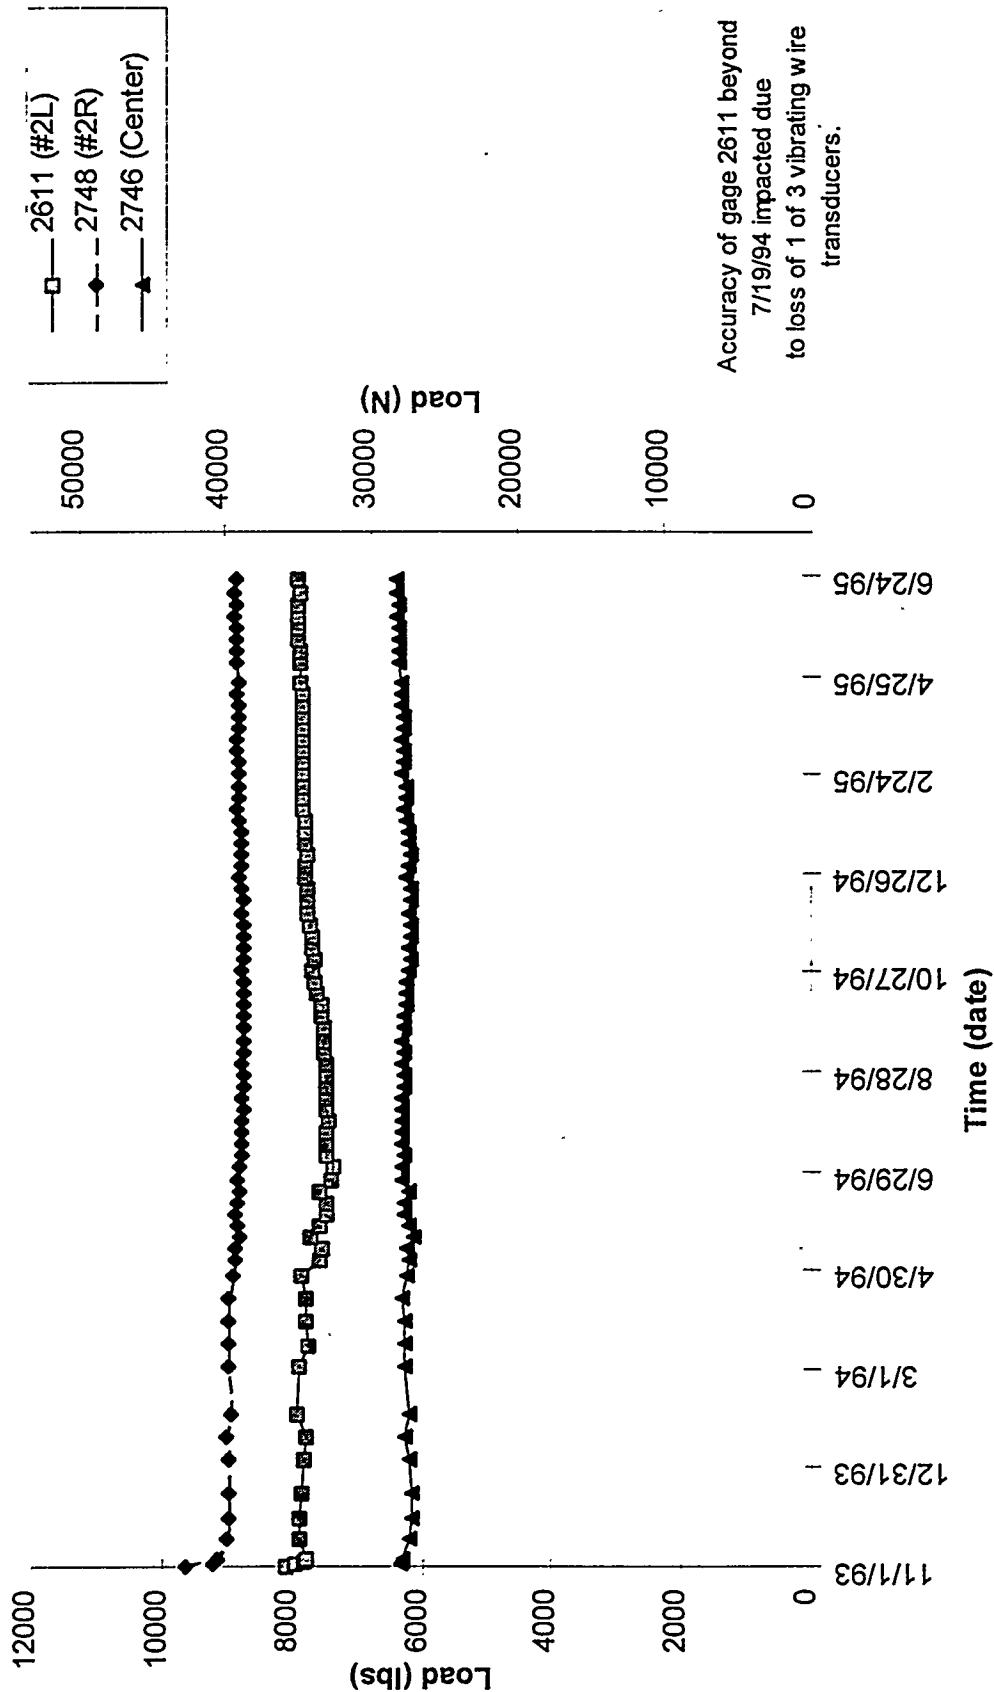 2611 (#2L)
2748 (#2R)
2746 (Center)
Load (lbs)
12000
10000
8000
6000
4000
2000
0
Load (N)
50000
40000
30000
20000
10000
0
11/1/93
12/31/93
3/1/94
4/30/94
6/29/94
8/28/94
10/27/94
12/26/94
2/24/95
4/25/95
6/24/95
Time (date)
Accuracy of gage 2611 beyond
7/19/94 impacted due
to loss of 1 of 3 vibrating wire
transducers.